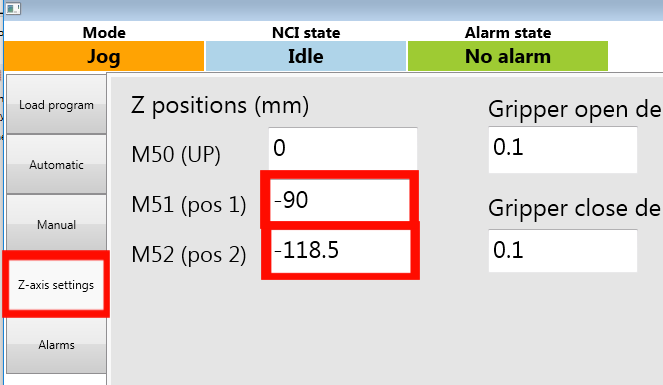 Mode NCI state Alarm state
Jog Idle No alarm
Load program
Automatic
Manual
Z-axis settings
Alarms
Z positions (mm)
M50 (UP) 0
M51 (pos 1) -90
M52 (pos 2) -118.5
Gripper open de
0.1
Gripper close de
0.1